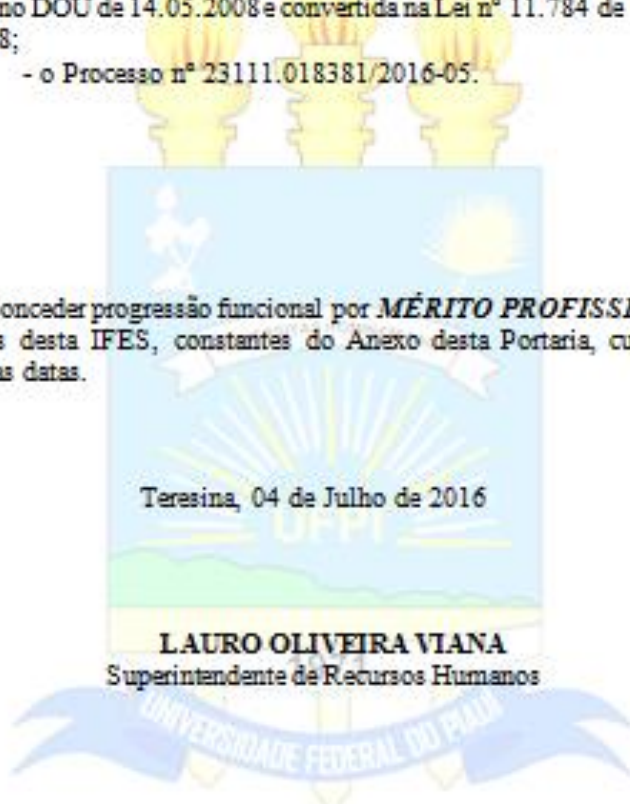 no DOU de 14.05.2008 e convertida na Lei nº 11.784 de
8;
- o Processo nº 23111.018381/2016-05.
onceder progressão funcional por MÉRITO PROFISSI
s desta IFES, constantes do Anexo desta Portaria, cu
as datas.
Teresina, 04 de Julho de 2016
UFPI
LAURO OLIVEIRA VIANA
1971
Superintendente de Recursos Humanos
UNIVERSIDADE FEDERAL DO PIAUÍ